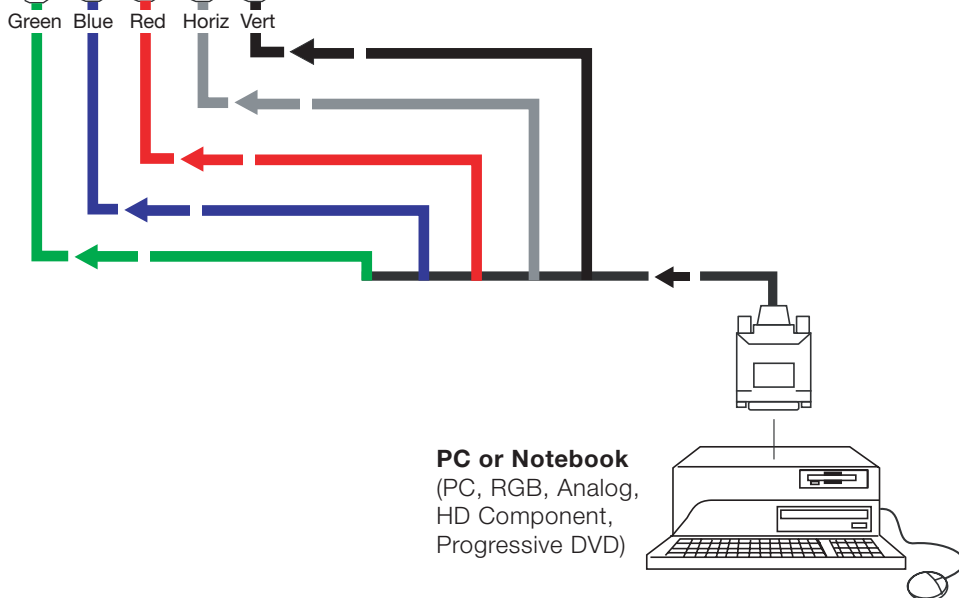 Green Blue Red Horiz Vert
PC or Notebook
(PC, RGB, Analog,
HD Component,
Progressive DVD)